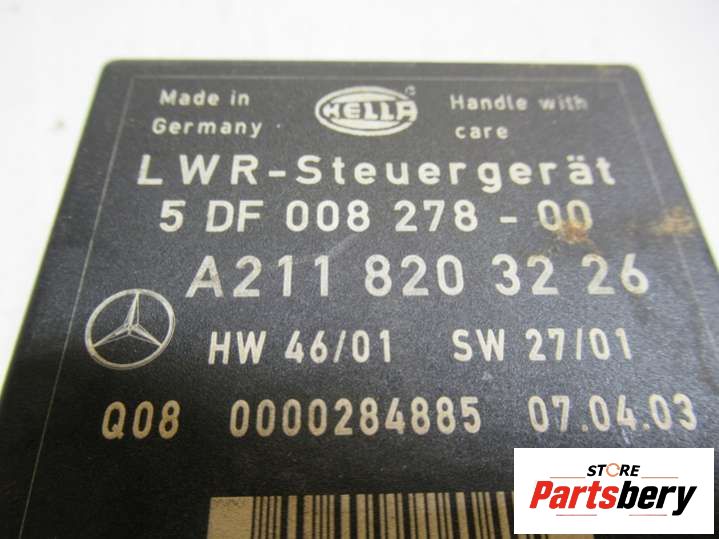 Made in
Germany
HELLA
Handle with
care
LWR-Steuergerät
5 DF 008 278 - 00
A211 820 32 26
HW 46/01 SW 27/01
Q08 0000284885 07.04.03
STORE
Partsbery